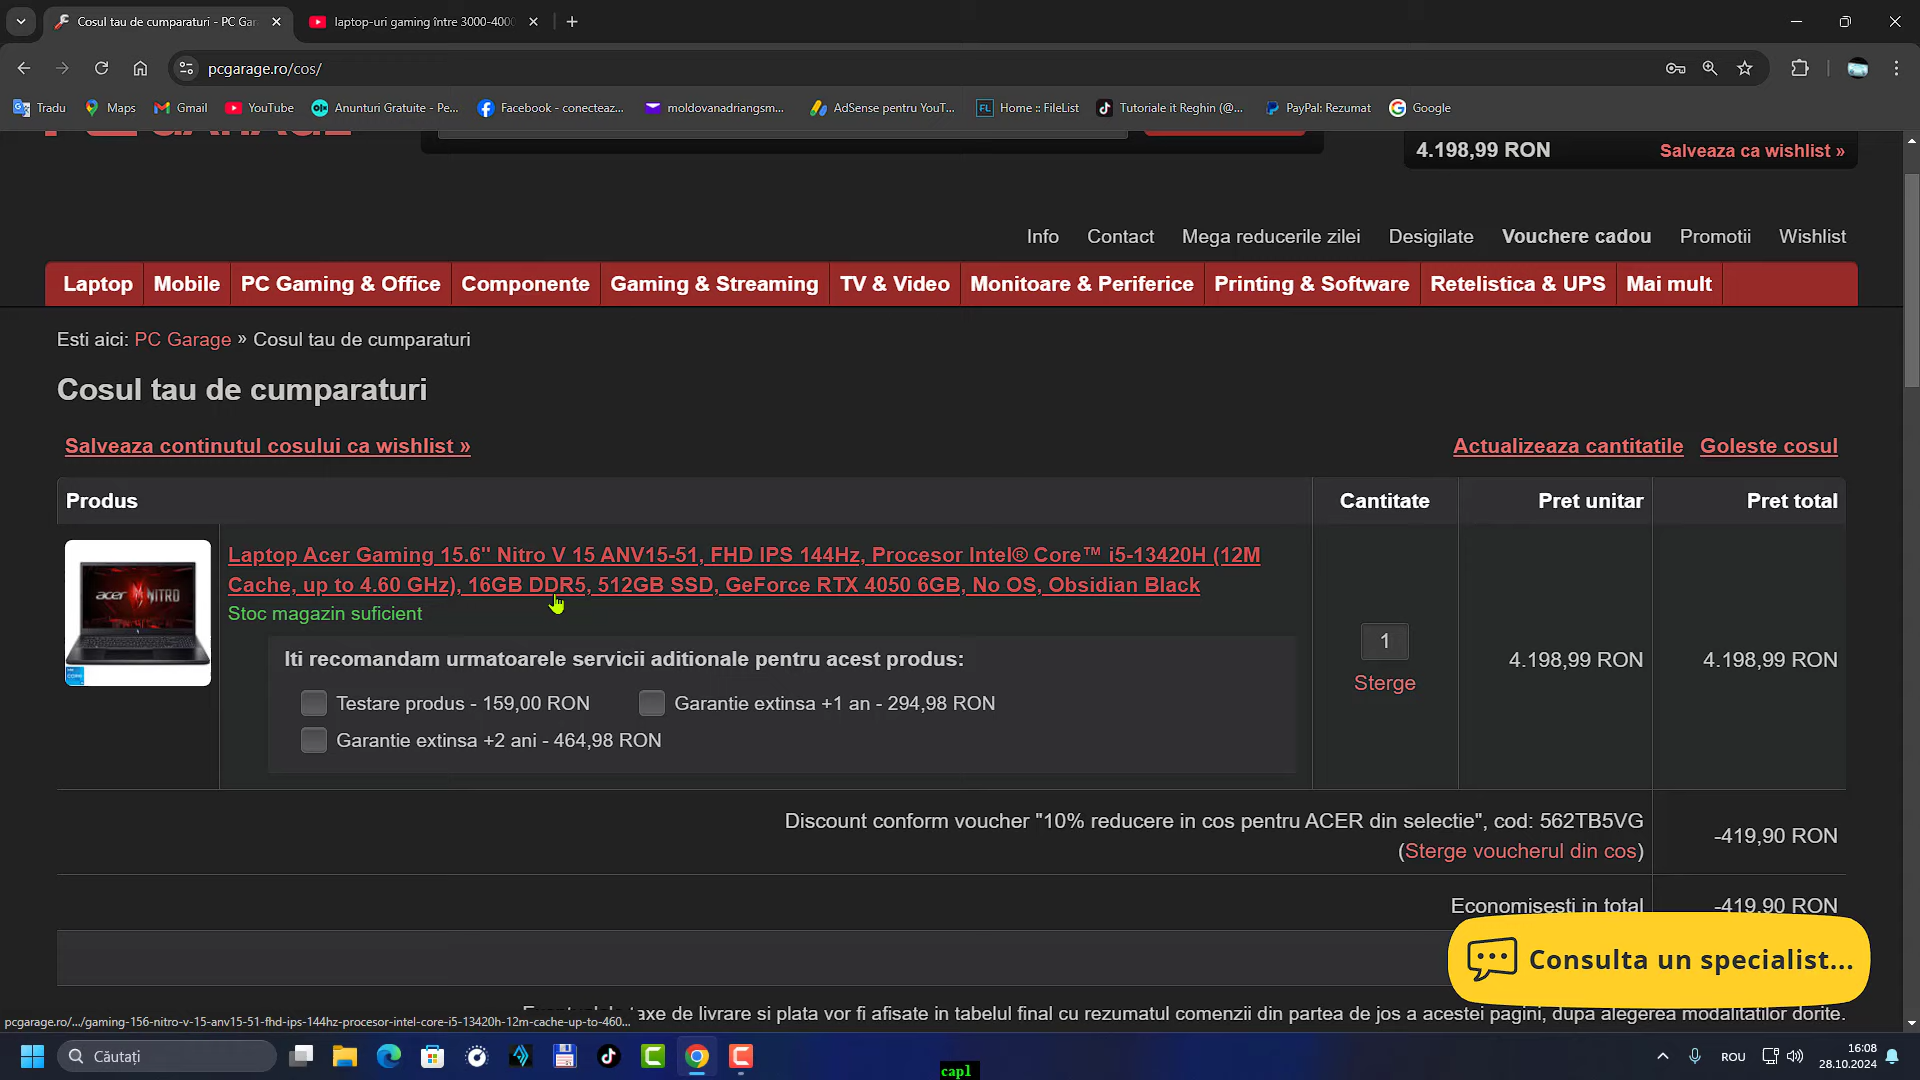 Cosul tau de cumparaturi - PC Gar
laptop-uri gaming între 3000-4000
pcgarage.ro/cos/
Tradu
Maps
Gmail
YouTube
Anunturi Gratuite - Pe...
Facebook - conecteaz...
moldovanadriangsm...
AdSense pentru YouT...
Home :: FileList
Tutoriale it Reghin (@...
PayPal: Rezumat
Google
4.198,99 RON
Salveaza ca wishlist »
Info
Contact
Mega reducerile zilei
Desigilate
Vouchere cadou
Promotii
Wishlist
Laptop
Mobile
PC Gaming & Office
Componente
Gaming & Streaming
TV & Video
Monitoare & Periferice
Printing & Software
Retelistica & UPS
Mai mult
Esti aici: PC Garage » Cosul tau de cumparaturi
Cosul tau de cumparaturi
Salveaza continutul cosului ca wishlist »
Actualizeaza cantitatile
Goleste cosul
Produs
Cantitate
Pret unitar
Pret total
acer NITRO
Laptop Acer Gaming 15.6'' Nitro V 15 ANV15-51, FHD IPS 144Hz, Procesor Intel® Core™ i5-13420H (12M
Cache, up to 4.60 GHz), 16GB DDR5, 512GB SSD, GeForce RTX 4050 6GB, No OS, Obsidian Black
Stoc magazin suficient
Iti recomandam urmatoarele servicii aditionale pentru acest produs:
Testare produs - 159,00 RON
Garantie extinsa +1 an - 294,98 RON
Garantie extinsa +2 ani - 464,98 RON
1
Sterge
4.198,99 RON
4.198,99 RON
Discount conform voucher "10% reducere in cos pentru ACER din selectie", cod: 562TB5VG
(Sterge voucherul din cos)
-419,90 RON
Economisesti in total
-419,90 RON
Consulta un specialist...
taxe de livrare si plata vor fi afisate in tabelul final cu rezumatul comenzii din partea de jos a acestei pagini, dupa alegerea modalitatilor dorite.
pcgarage.ro/.../gaming-156-nitro-v-15-anv15-51-fhd-ips-144hz-procesor-intel-core-i5-13420h-12m-cache-up-to-460...
Căutați
cap1
ROU
16:08
28.10.2024